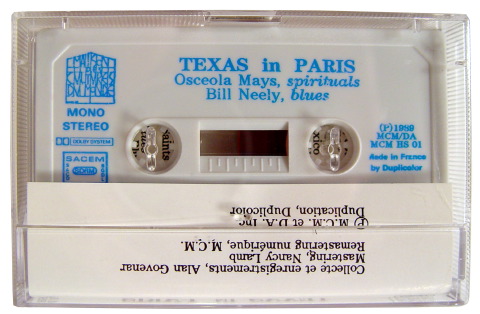 TEXAS in PARIS
Osceola Mays, spirituals
Bill Neely, blues
MONO
STEREO
DOLBY SYSTEM
SACEM
(P)1989
MCM/DA
MCM HS 01
Made in France
by Duplicolor
Collecte et enregistrements, Alan Govenar
Mastering, Nancy Lamb
Remastering numérique, M.C.M.
Ⓟ M.C.M. et D.A. Inc
Duplication, Duplicolor